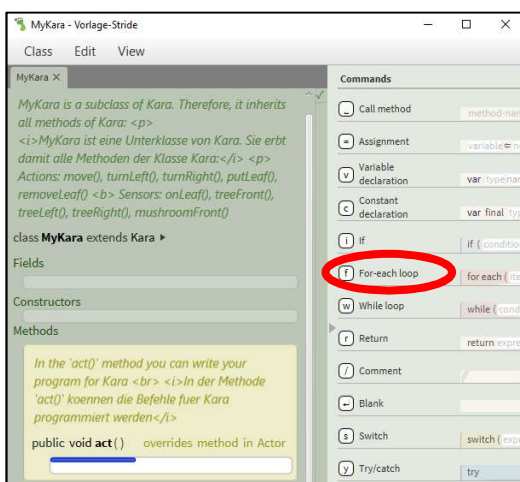 MyKara - Vorlage-Stride
Class Edit View
MyKara ×
MyKara is a subclass of Kara. Therefore, it inherits
all methods of Kara: <p>
<i>MyKara ist eine Unterklasse von Kara. Sie erbt
damit alle Methoden der Klasse Kara:</i> <p>
Actions: move(), turnLeft(), turnRight(), putLeaf(),
removeLeaf() <b> Sensors: onLeaf(), treeFront(),
treeLeft(), treeRight(), mushroomFront()
class MyKara extends Kara
Fields
Constructors
Methods
In the 'act()' method you can write your
program for Kara <br> <i>In der Methode
'act()' koennen die Befehle fuer Kara
programmiert werden</i>
public void act() overrides method in Actor
Commands
Call method
= Assignment variable
v Variable
declaration var
c Constant
declaration var final
i If if (
f For-each loop for each (
w While loop while (
r Return return
/ Comment //
Blank
s Switch switch (
y Try/catch try